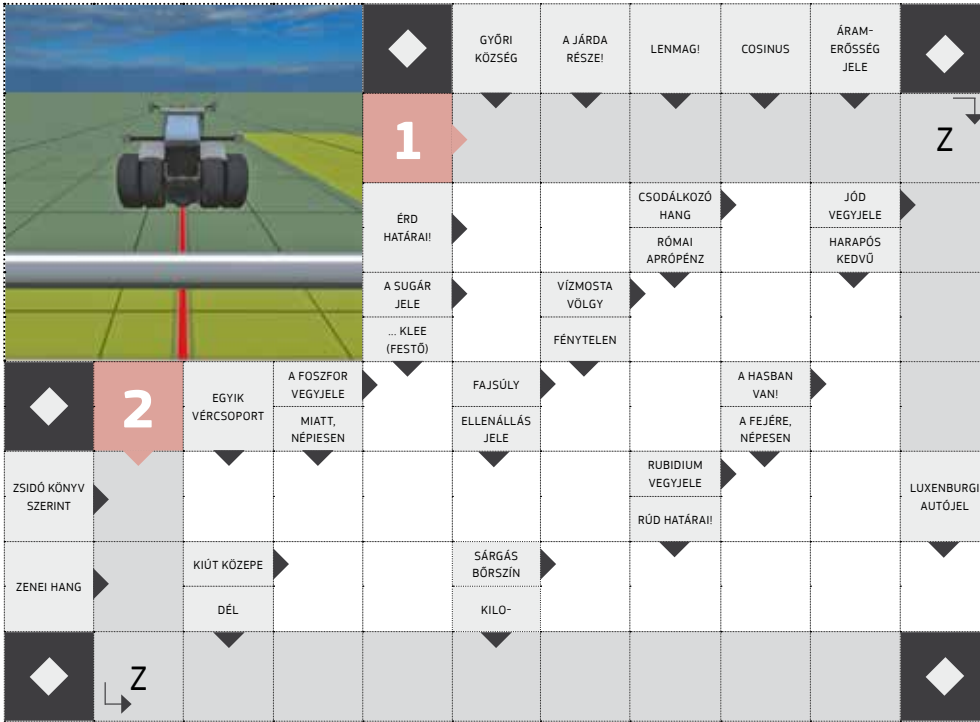 GYŐRI
KÖZSÉG
A JÁRDA
RÉSZE!
LENMAG!
COSINUS
ÁRAM-
ERŐSSÉG
JELE
1
Z
ÉRD
HATÁRAI!
CSODÁLKOZÓ
HANG
RÓMAI
APRÓPÉNZ
JÓD
VEGYJELE
HARAPÓS
KEDVŰ
A SUGÁR
JELE
... KLEE
(FESTŐ)
VÍZMOSTA
VÖLGY
FÉNYTELEN
2
EGYIK
VÉRCSOPORT
A FOSZFOR
VEGYJELE
MIATT,
NÉPIESEN
FAJSÚLY
ELLENÁLLÁS
JELE
A HASBAN
VAN!
A FEJÉRE,
NÉPESEN
ZSIDÓ KÖNYV
SZERINT
RUBIDIUM
VEGYJELE
RÚD HATÁRAI!
LUXENBURGI
AUTÓJEL
ZENEI HANG
KIÚT KÖZEPE
DÉL
SÁRGÁS
BŐRSZÍN
KILO-
Z